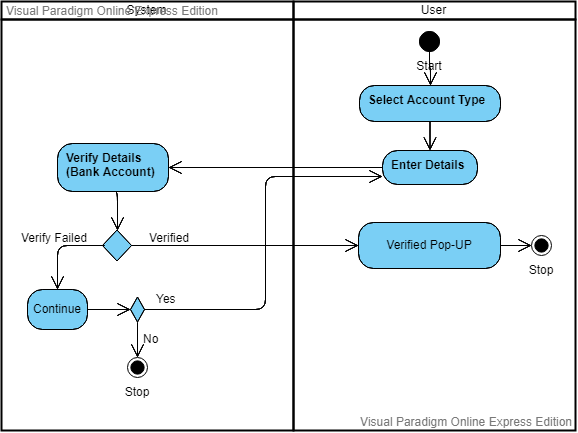 Visual Paradigm Online Express Edition
System
User
Start
Select Account Type
Verify Details
(Bank Account)
Enter Details
Verify Failed
Verified
Verified Pop-UP
Stop
Continue
Yes
No
Stop
Visual Paradigm Online Express Edition